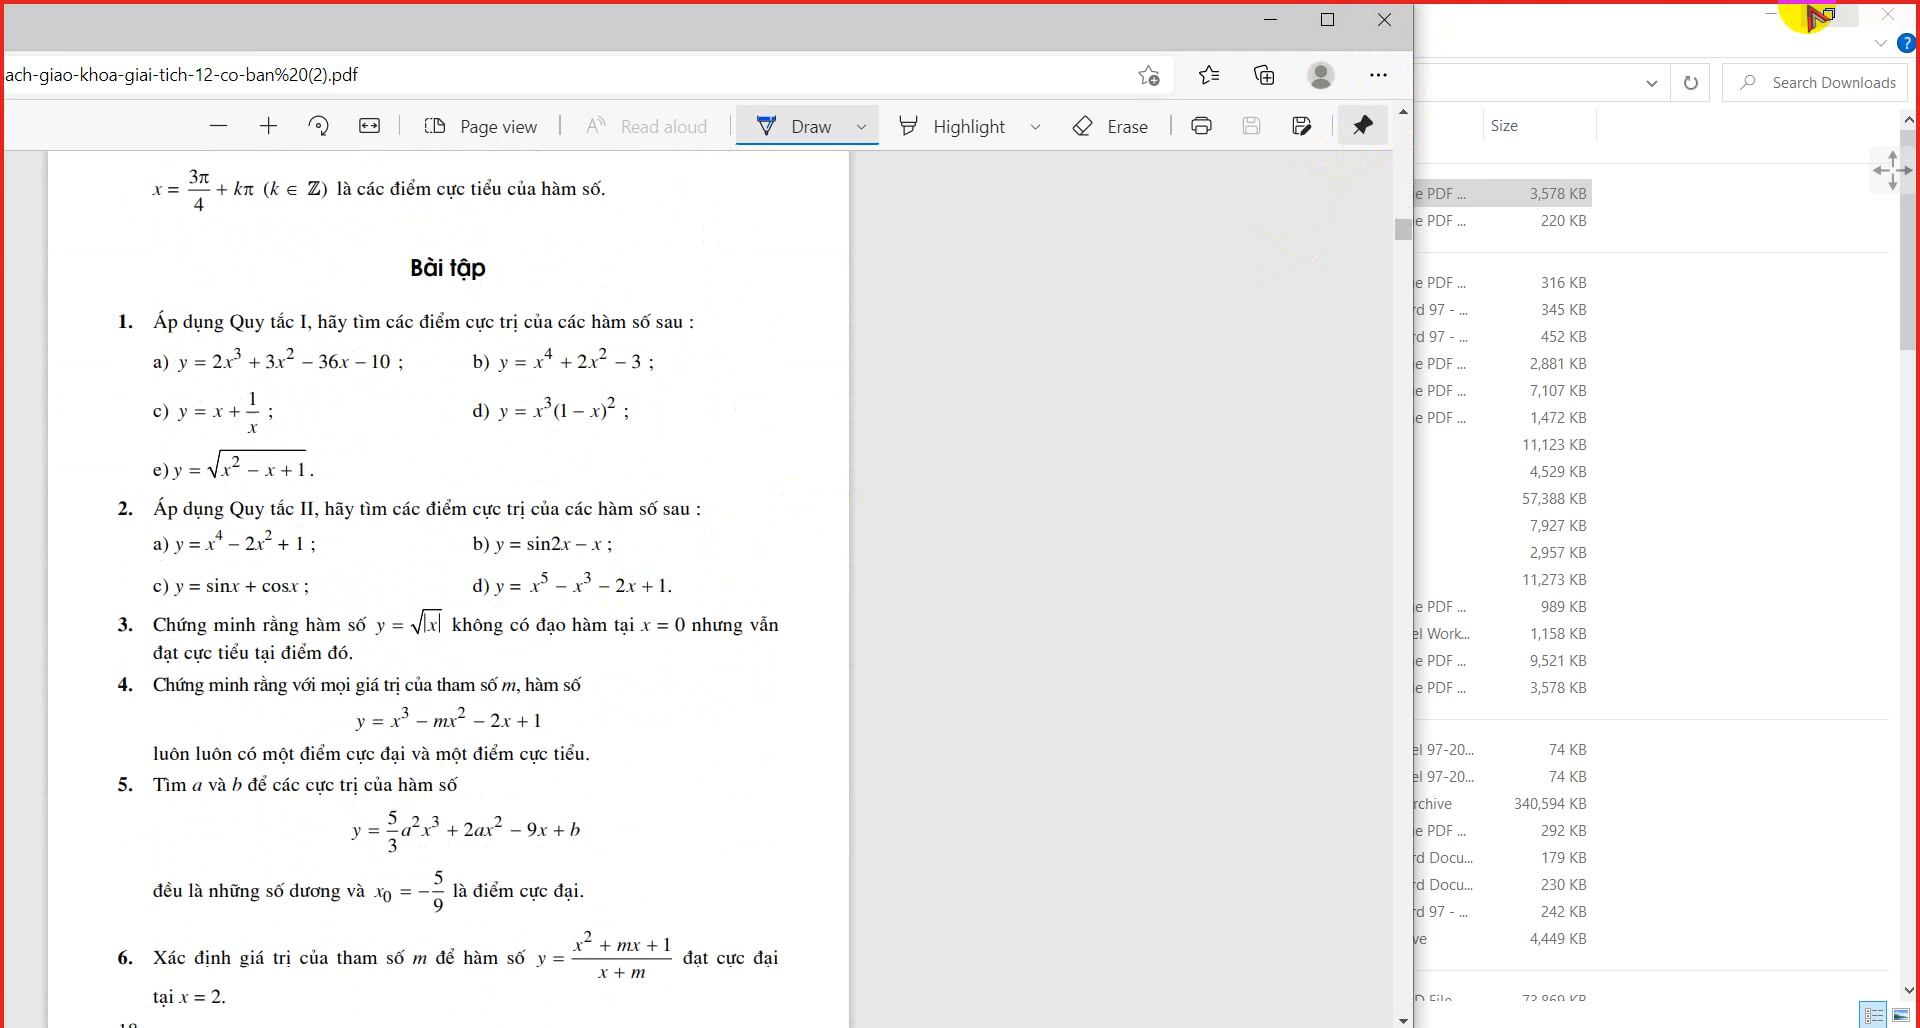 ach-giao-khoa-giai-tich-12-co-ban%20(2).pdf
Page view
Read aloud
Draw
Highlight
Erase
x = 3π/4 + kπ (k ∈ ℤ) là các điểm cực tiểu của hàm số.
Bài tập
1. Áp dụng Quy tắc I, hãy tìm các điểm cực trị của các hàm số sau :
a) y = 2x³ + 3x² − 36x − 10 ; b) y = x⁴ + 2x² − 3 ;
c) y = x + 1/x ; d) y = x³(1 − x)² ;
e) y = √(x² − x + 1) .
2. Áp dụng Quy tắc II, hãy tìm các điểm cực trị của các hàm số sau :
a) y = x⁴ − 2x² + 1 ; b) y = sin2x − x ;
c) y = sinx + cosx ; d) y = x⁵ − x³ − 2x + 1.
3. Chứng minh rằng hàm số y = √|x| không có đạo hàm tại x = 0 nhưng vẫn
đạt cực tiểu tại điểm đó.
4. Chứng minh rằng với mọi giá trị của tham số m, hàm số
y = x³ − mx² − 2x + 1
luôn luôn có một điểm cực đại và một điểm cực tiểu.
5. Tìm a và b để các cực trị của hàm số
y = 5/3 a²x³ + 2ax² − 9x + b
đều là những số dương và x₀ = −5/9 là điểm cực đại.
6. Xác định giá trị của tham số m để hàm số y = (x² + mx + 1)/(x + m) đạt cực đại
tại x = 2.
?
Search Downloads
Size
e PDF ... 3,578 KB
e PDF ... 220 KB
e PDF ... 316 KB
rd 97 - ... 345 KB
rd 97 - ... 452 KB
e PDF ... 2,881 KB
e PDF ... 7,107 KB
e PDF ... 1,472 KB
11,123 KB
4,529 KB
57,388 KB
7,927 KB
2,957 KB
11,273 KB
e PDF ... 989 KB
el Work... 1,158 KB
e PDF ... 9,521 KB
e PDF ... 3,578 KB
el 97-20... 74 KB
el 97-20... 74 KB
rchive 340,594 KB
e PDF ... 292 KB
rd Docu... 179 KB
rd Docu... 230 KB
rd 97 - ... 242 KB
ve 4,449 KB